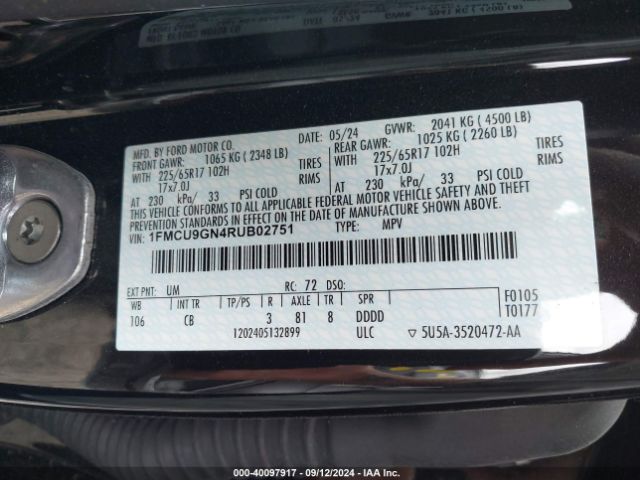 MFD. BY FORD MOTOR CO. DATE: 05/24 GVWR: 2041 KG ( 4500 LB)
FRONT GAWR: 1065 KG ( 2348 LB) REAR GAWR: 1025 KG ( 2260 LB)
WITH 225/65R17 102H TIRES WITH 225/65R17 102H TIRES
17x7.0J RIMS 17x7.0J RIMS
AT 230 kPa/ 33 PSI COLD AT 230 kPa/ 33 PSI COLD
THIS VEHICLE CONFORMS TO ALL APPLICABLE FEDERAL MOTOR VEHICLE SAFETY AND THEFT
PREVENTION STANDARDS IN EFFECT ON THE DATE OF MANUFACTURE SHOWN ABOVE.
VIN: 1FMCU9GN4RUB02751 TYPE: MPV
EXT PNT: UM RC: 72 DSO: F0105
WB INT TR TP/PS R AXLE TR SPR T0177
106 CB 3 81 8 DDDD
1202405132899 ULC ▽ 5U5A-3520472-AA
000-40097917 - 09/12/2024 - IAA Inc.